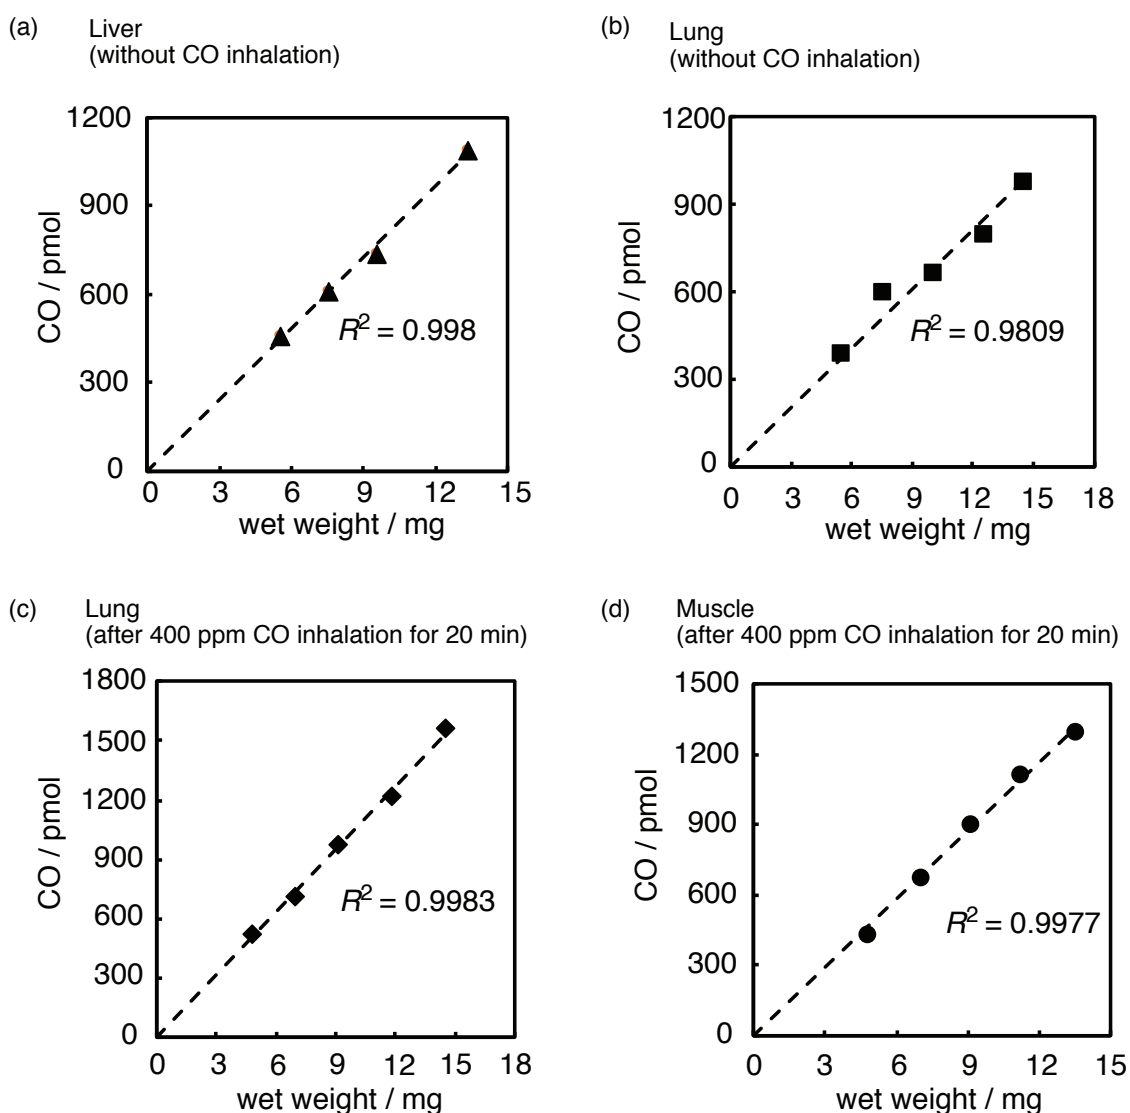 (a) Liver
(without CO inhalation)
1200
900
600
300
0
CO / pmol
R² = 0.998
0 3 6 9 12 15
wet weight / mg
(b) Lung
(without CO inhalation)
1200
900
600
300
0
CO / pmol
R² = 0.9809
0 3 6 9 12 15 18
wet weight / mg
(c) Lung
(after 400 ppm CO inhalation for 20 min)
1800
1500
1200
900
600
300
0
CO / pmol
R² = 0.9983
0 3 6 9 12 15 18
wet weight / mg
(d) Muscle
(after 400 ppm CO inhalation for 20 min)
1500
1200
900
600
300
0
CO / pmol
R² = 0.9977
0 3 6 9 12 15
wet weight / mg